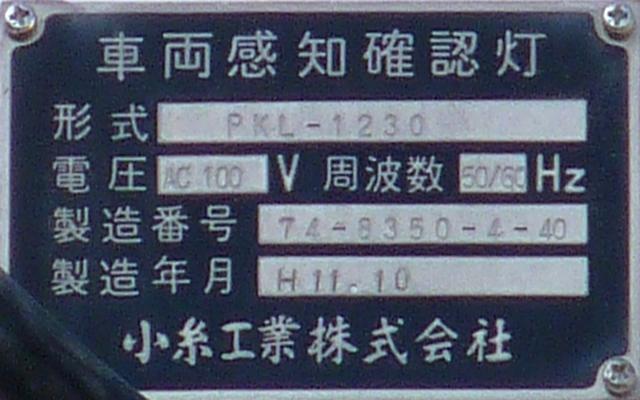 車両感知確認灯
形式 PKL-1230
電圧 AC 100 V 周波数 50/60 Hz
製造番号 74-8350-4-40
製造年月 H11.10
小糸工業株式会社